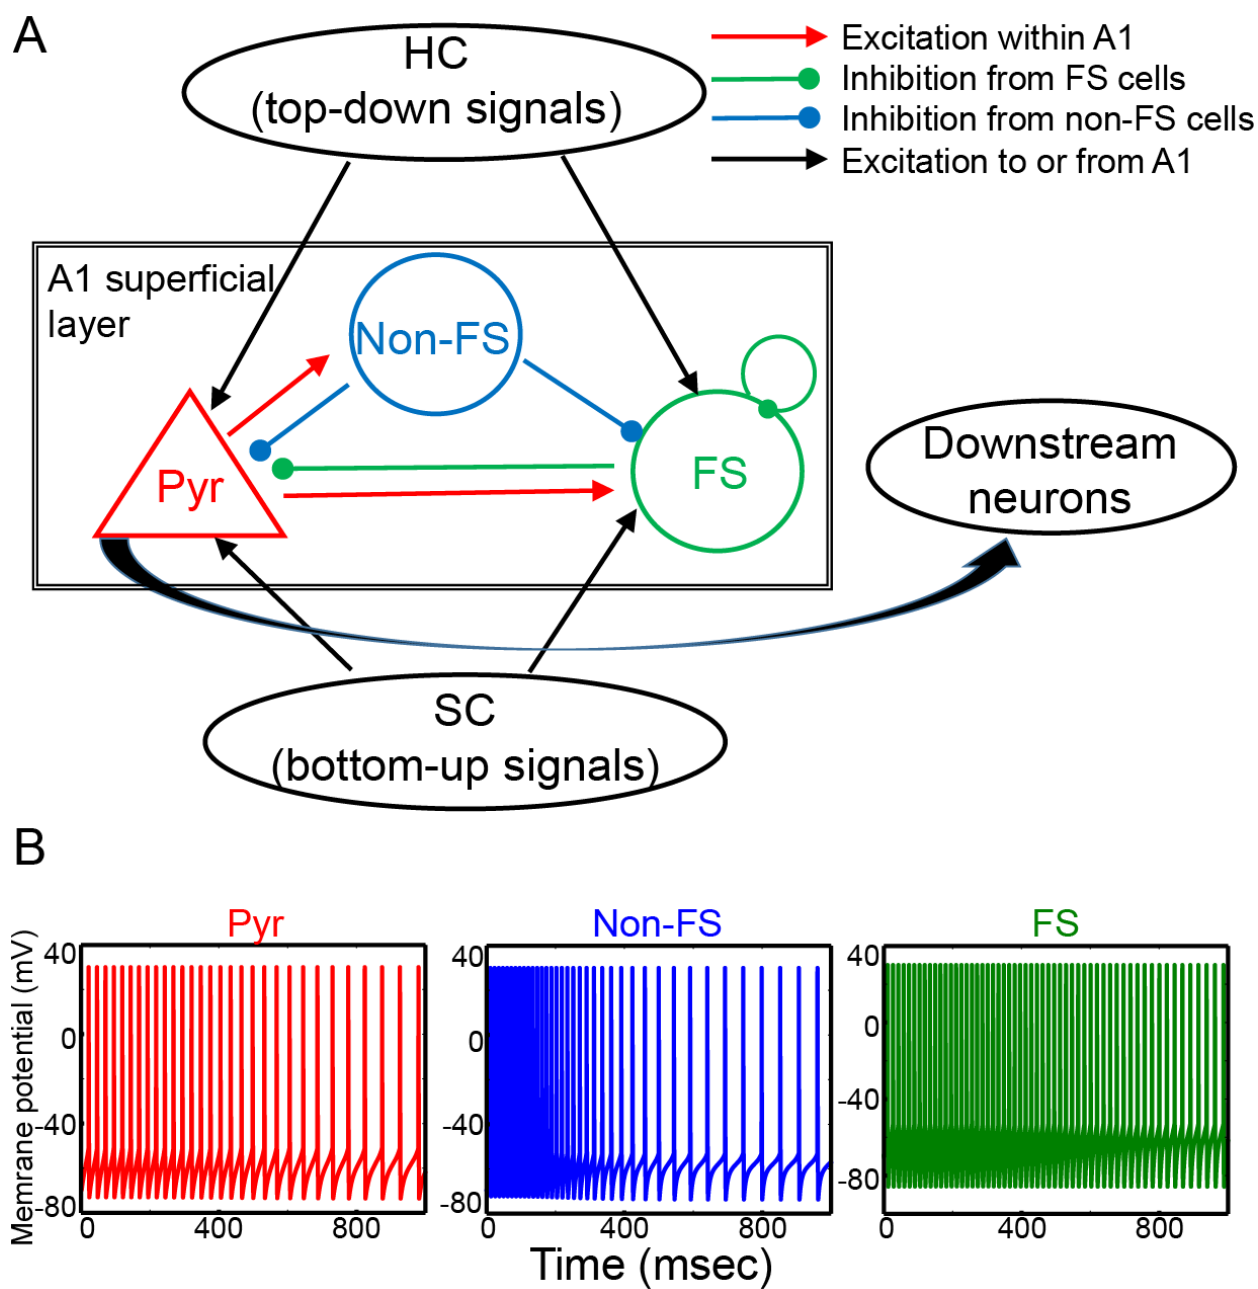 A
HC
(top-down signals)
Excitation within A1
Inhibition from FS cells
Inhibition from non-FS cells
Excitation to or from A1
A1 superficial
layer
Non-FS
Pyr
FS
Downstream
neurons
SC
(bottom-up signals)
B
Pyr
Non-FS
FS
Memrane potential (mV)
40
0
-40
-80
40
0
-40
-80
40
0
-40
-80
0
400
800
0
400
800
0
400
800
Time (msec)